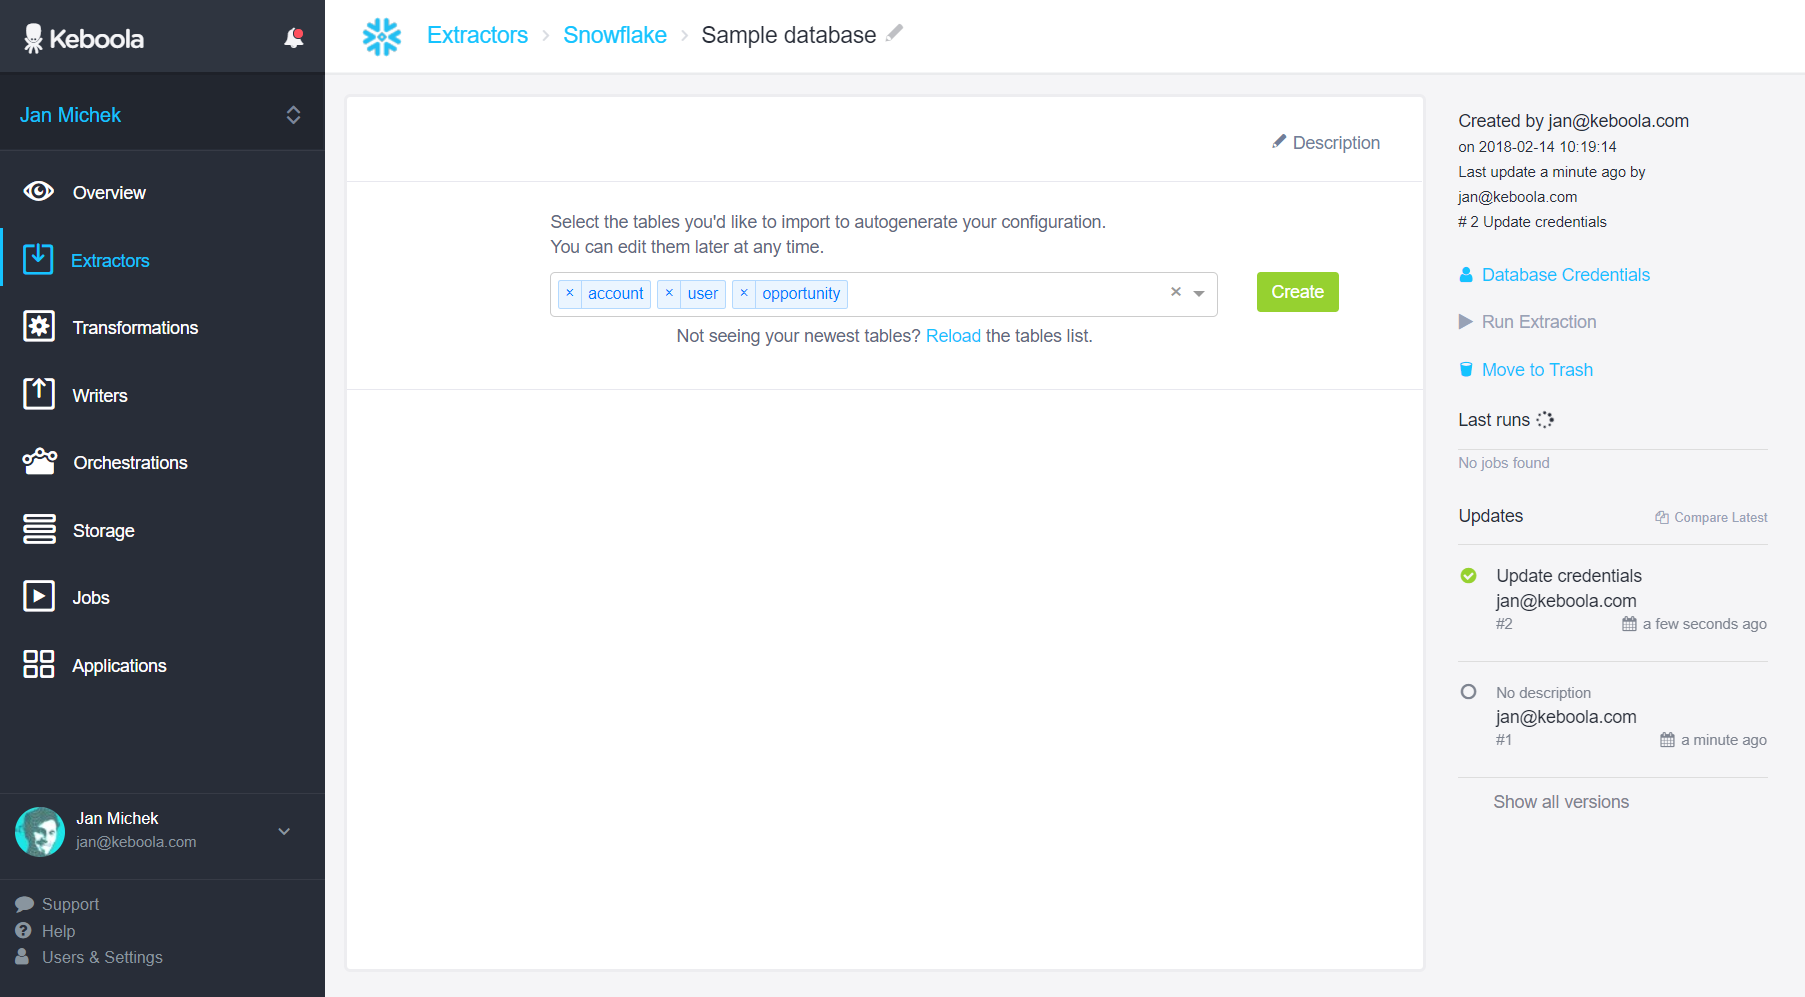 Keboola
Jan Michek
Overview
Extractors
Transformations
Writers
Orchestrations
Storage
Jobs
Applications
Jan Michek
jan@keboola.com
Support
Help
Users & Settings
Extractors › Snowflake › Sample database
Description
Select the tables you'd like to import to autogenerate your configuration.
You can edit them later at any time.
× account × user × opportunity × 
Create
Not seeing your newest tables? Reload the tables list.
Created by jan@keboola.com
on 2018-02-14 10:19:14
Last update a minute ago by
jan@keboola.com
# 2 Update credentials
Database Credentials
Run Extraction
Move to Trash
Last runs
No jobs found
Updates Compare Latest
Update credentials
jan@keboola.com
#2 a few seconds ago
No description
jan@keboola.com
#1 a minute ago
Show all versions